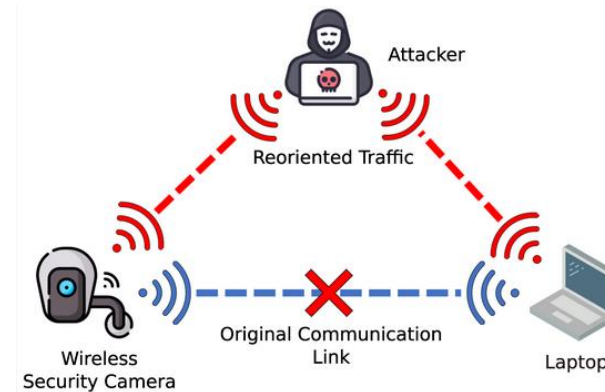 Attacker
Reoriented Traffic
Original Communication
Link
Wireless
Security Camera
Laptop